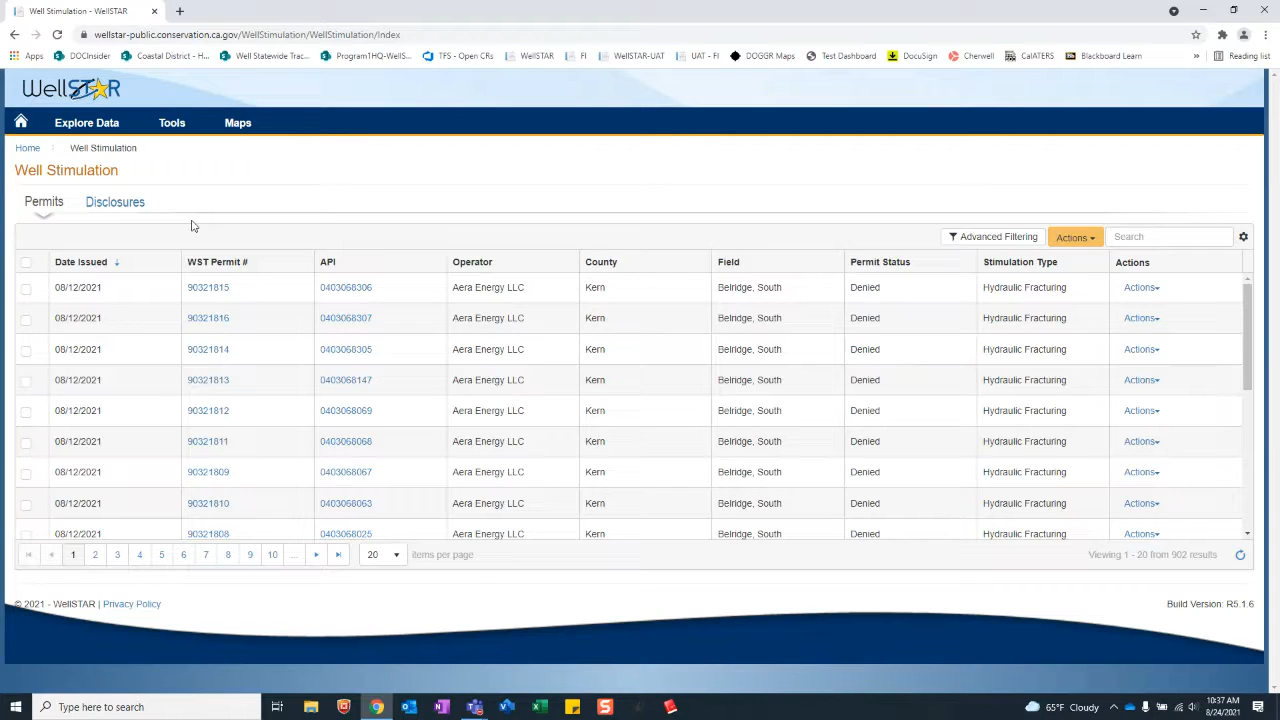 Well Stimulation - WellSTAR
wellstar-public.conservation.ca.gov/WellStimulation/WellStimulation/Index
Apps DOCInsider Coastal District - H... Well Statewide Trac... Program1HQ-WellS... TFS - Open CRs WellSTAR FI WellSTAR-UAT UAT - FI DOGGR Maps Test Dashboard DocuSign Cherwell CalATERS Blackboard Learn » Reading list
WellSTAR
Explore Data Tools Maps
Home Well Stimulation
Well Stimulation
Permits Disclosures
Advanced Filtering Actions Search
Date Issued WST Permit # API Operator County Field Permit Status Stimulation Type Actions
08/12/2021 90321815 0403068306 Aera Energy LLC Kern Belridge, South Denied Hydraulic Fracturing Actions
08/12/2021 90321816 0403068307 Aera Energy LLC Kern Belridge, South Denied Hydraulic Fracturing Actions
08/12/2021 90321814 0403068305 Aera Energy LLC Kern Belridge, South Denied Hydraulic Fracturing Actions
08/12/2021 90321813 0403068147 Aera Energy LLC Kern Belridge, South Denied Hydraulic Fracturing Actions
08/12/2021 90321812 0403068069 Aera Energy LLC Kern Belridge, South Denied Hydraulic Fracturing Actions
08/12/2021 90321811 0403068068 Aera Energy LLC Kern Belridge, South Denied Hydraulic Fracturing Actions
08/12/2021 90321809 0403068067 Aera Energy LLC Kern Belridge, South Denied Hydraulic Fracturing Actions
08/12/2021 90321810 0403068063 Aera Energy LLC Kern Belridge, South Denied Hydraulic Fracturing Actions
08/12/2021 90321808 0403068025 Aera Energy LLC Kern Belridge, South Denied Hydraulic Fracturing Actions
1 2 3 4 5 6 7 8 9 10 ... 20 items per page Viewing 1 - 20 from 902 results
© 2021 - WellSTAR | Privacy Policy Build Version: R5.1.6
Type here to search 65°F Cloudy 10:37 AM
8/24/2021